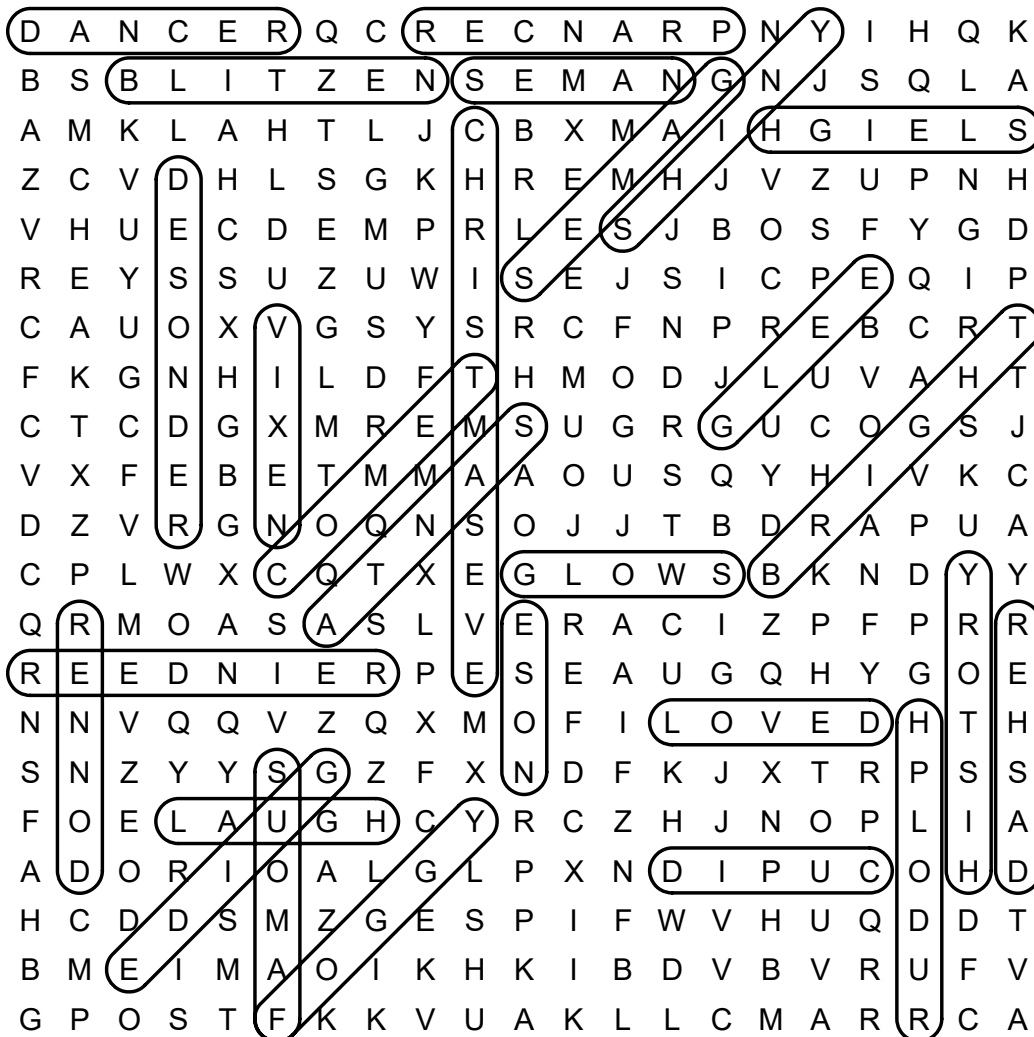 D A N C E R Q C R E C N A R P N Y I H Q K
B S B L I T Z E N S E M A N G N J S Q L A
A M K L A H T L J C B X M A I H G I E L S
Z C V D H L S G K H R E M H J V Z U P N H
V H U E C D E M P R L E S J B O S F Y G D
R E Y S S U Z U W I S E J S I C P E Q I P
C A U O X V G S Y S R C F N P R E B C R T
F K G N H I L D F T H M O D J L U V A H T
C T C D G X M R E M S U G R G U C O G S J
V X F E B E T M M A A O U S Q Y H I V K C
D Z V R G N O Q N S O J J T B D R A P U A
C P L W X C Q T X E G L O W S B K N D Y Y
Q R M O A S A S L V E R A C I Z P F P R R
R E E D N I E R P E S E A U G Q H Y G O E
N N V Q Q V Z Q X M O F I L O V E D H T H
S N Z Y Y S G Z F X N D F K J X T R P S S
F O E L A U G H C Y R C Z H J N O P L I A
A D O R I O A L G L P X N D I P U C O H D
H C D D S M Z G E S P I F W V H U Q D D T
B M E I M A O I K H K I B D V B V R U F V
G P O S T F K K V U A K L L C M A R R C A